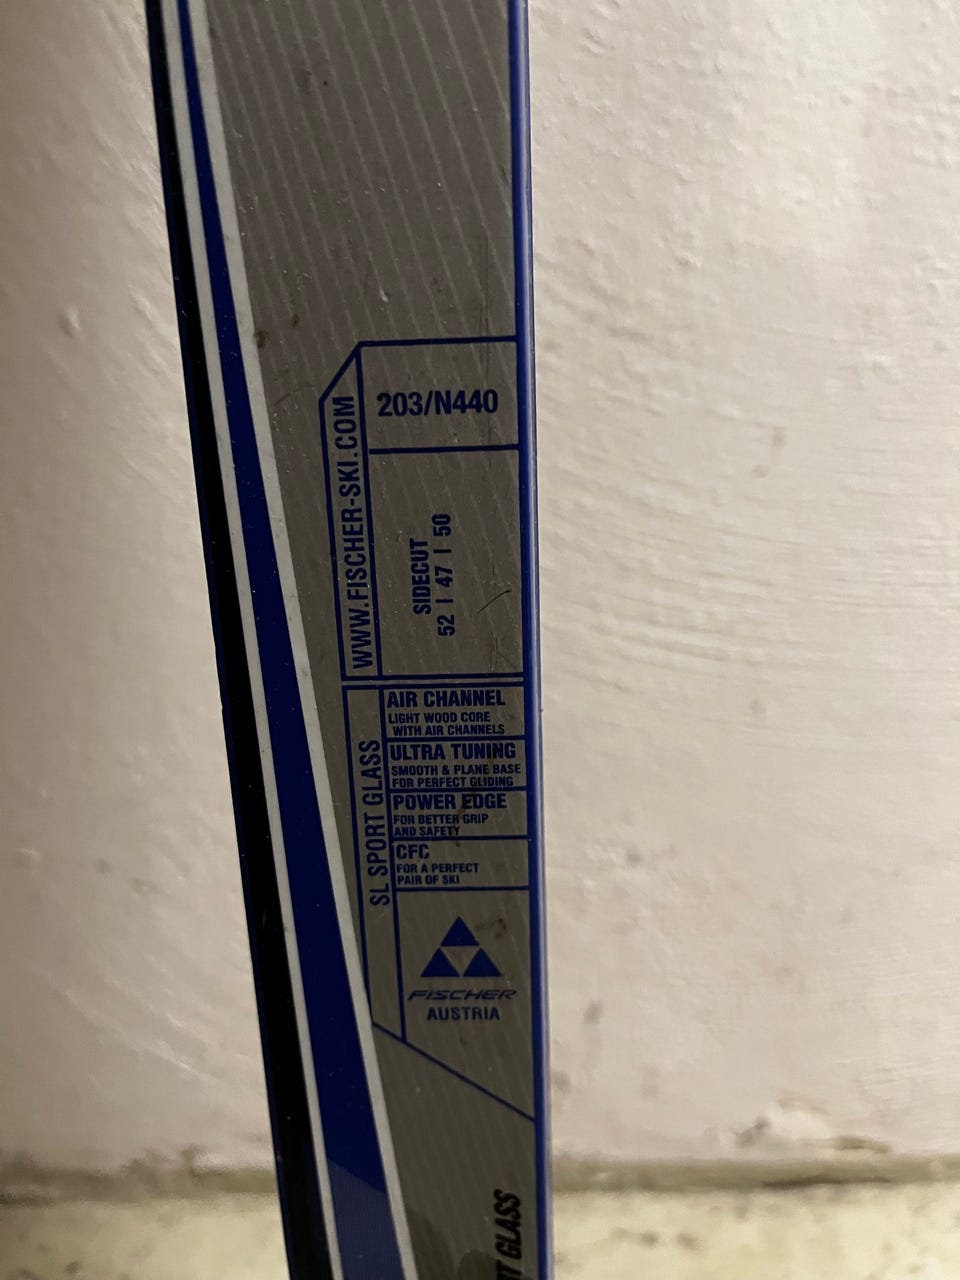 203/N440
WWW.FISCHER-SKI.COM
SIDECUT
52 | 47 | 50
SL SPORT GLASS
AIR CHANNEL
LIGHT WOOD CORE
WITH AIR CHANNELS
ULTRA TUNING
SMOOTH & PLANE BASE
FOR PERFECT GLIDING
POWER EDGE
FOR BETTER GRIP
AND SAFETY
CFC
FOR A PERFECT
PAIR OF SKI
FISCHER
AUSTRIA
GLASS